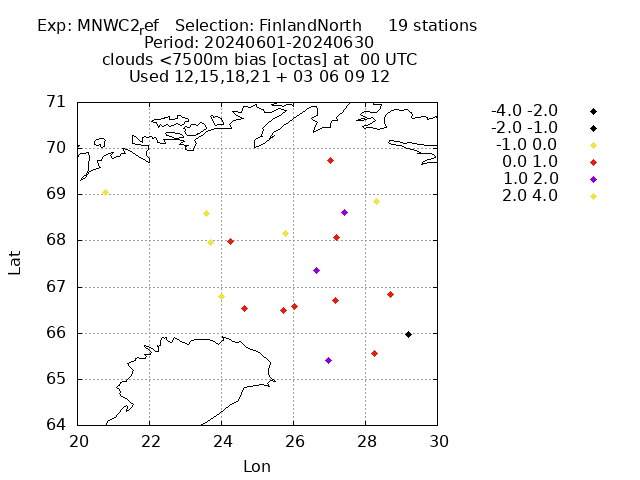 Exp: MNWC2ref Selection: FinlandNorth 19 stations
Period: 20240601-20240630
clouds <7500m bias [octas] at 00 UTC
Used 12,15,18,21 + 03 06 09 12
-4.0 -2.0
-2.0 -1.0
-1.0 0.0
0.0 1.0
1.0 2.0
2.0 4.0
71
70
69
68
67
66
65
64
Lat
20 22 24 26 28 30
Lon